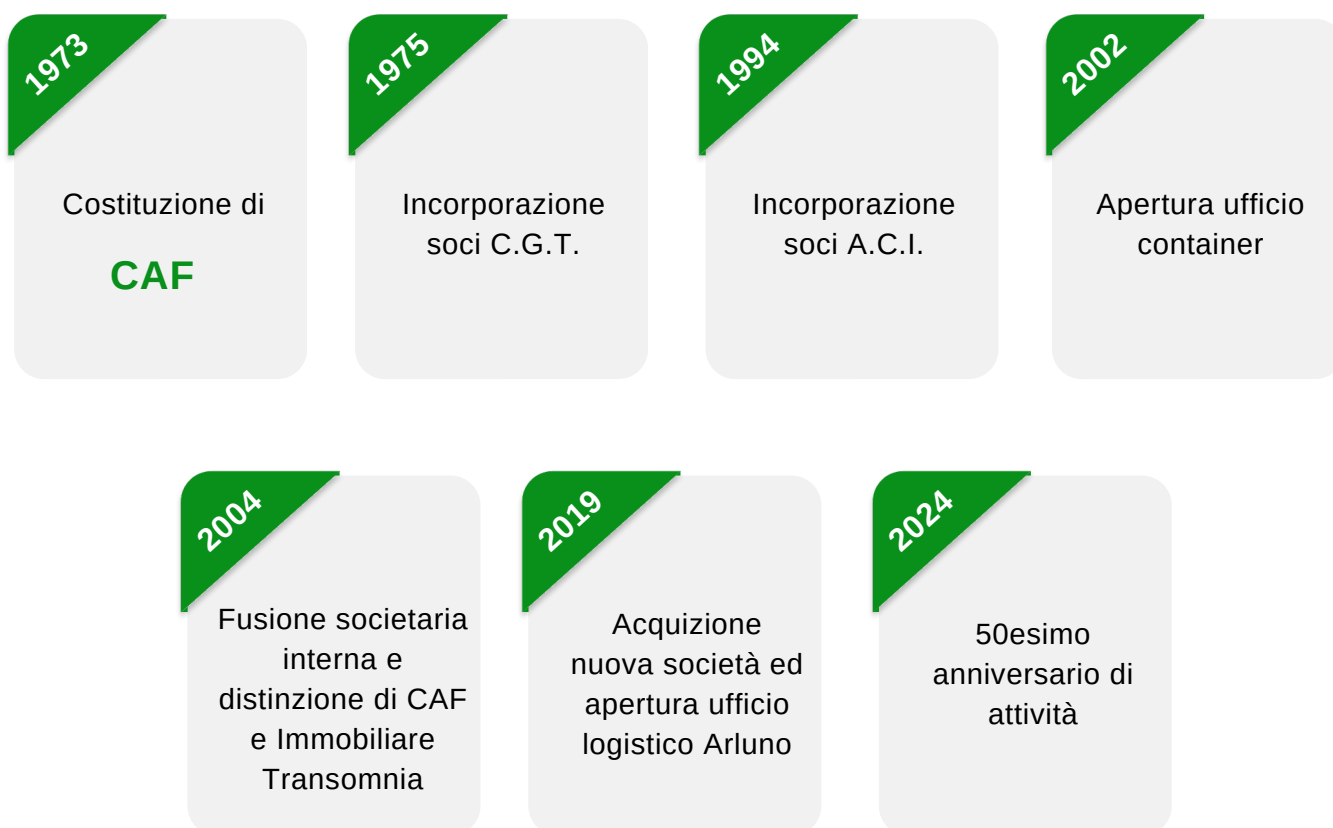 1973
Costituzione di
CAF
1975
Incorporazione
soci C.G.T.
1994
Incorporazione
soci A.C.I.
2002
Apertura ufficio
container
2004
Fusione societaria
interna e
distinzione di CAF
e Immobiliare
Transomnia
2019
Acquizione
nuova società ed
apertura ufficio
logistico Arluno
2024
50esimo
anniversario di
attività